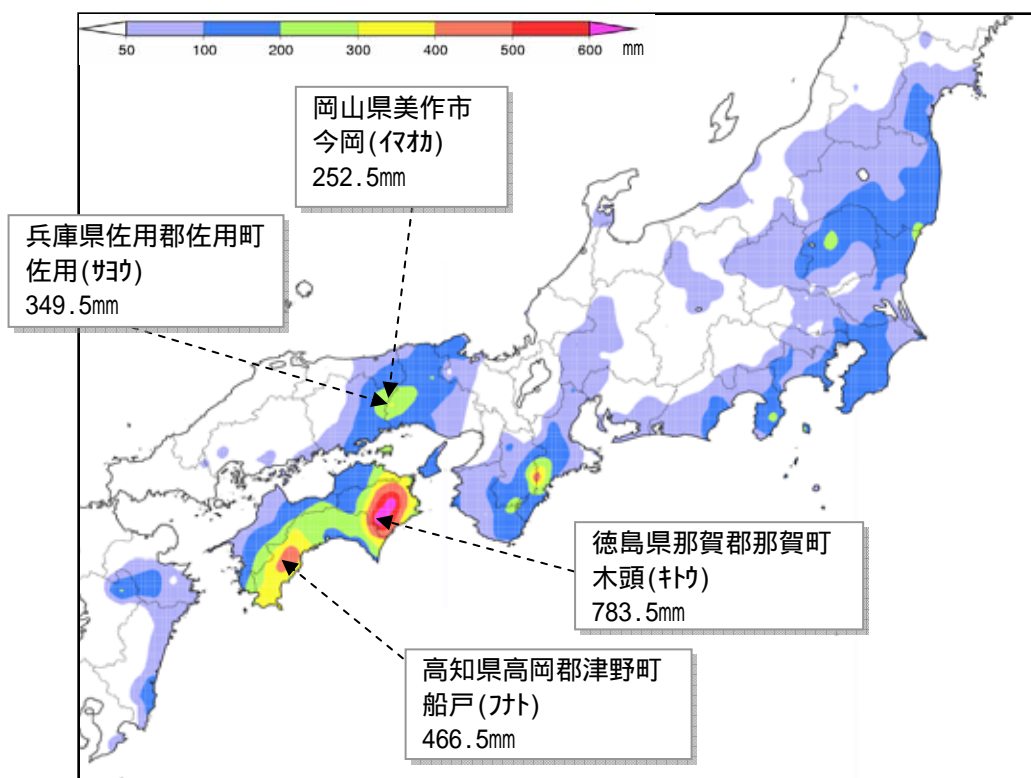 50 100 200 300 400 500 600 mm
岡山県美作市
今岡(ｲﾏｵｶ)
252.5㎜
兵庫県佐用郡佐用町
佐用(ｻﾖｳ)
349.5㎜
徳島県那賀郡那賀町
木頭(ｷﾄｳ)
783.5㎜
高知県高岡郡津野町
船戸(ﾌﾅﾄ)
466.5㎜